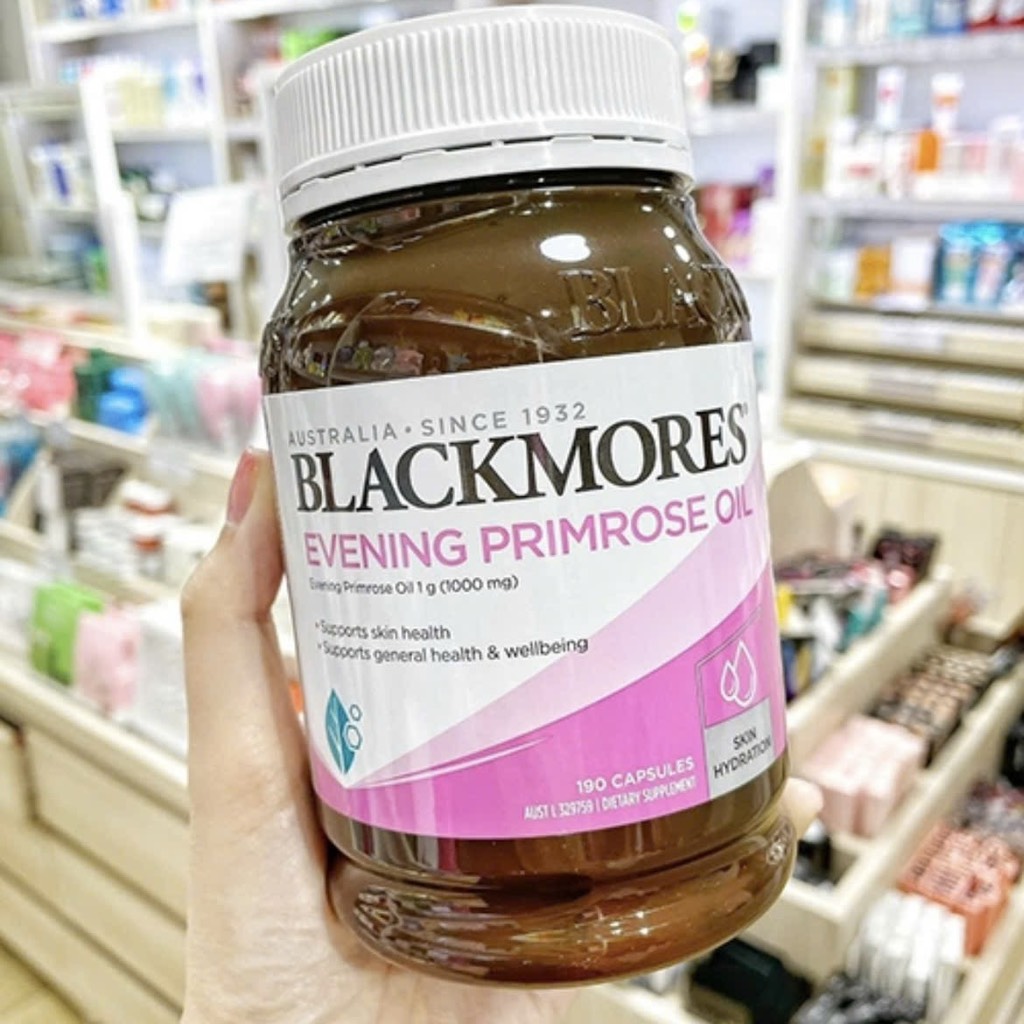 BLA
AUSTRALIA • SINCE 1932
BLACKMORES®
EVENING PRIMROSE OIL
Evening Primrose Oil 1 g (1000 mg)
• Supports skin health
• Supports general health & wellbeing
SKIN
HYDRATION
190 CAPSULES
AUST L 329759 | DIETARY SUPPLEMENT